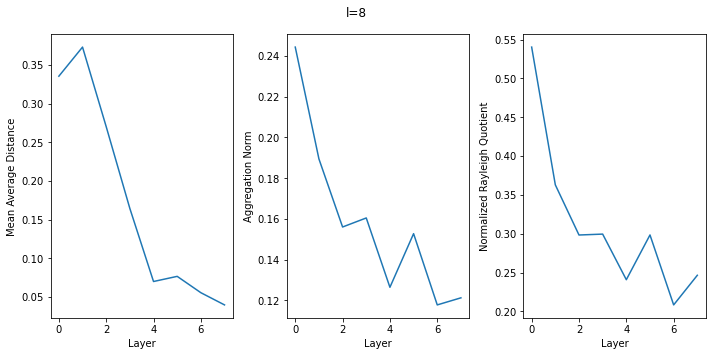 l=8
Mean Average Distance
0.35
0.30
0.25
0.20
0.15
0.10
0.05
0 2 4 6
Layer
Aggregation Norm
0.24
0.22
0.20
0.18
0.16
0.14
0.12
0 2 4 6
Layer
Normalized Rayleigh Quotient
0.55
0.50
0.45
0.40
0.35
0.30
0.25
0.20
0 2 4 6
Layer